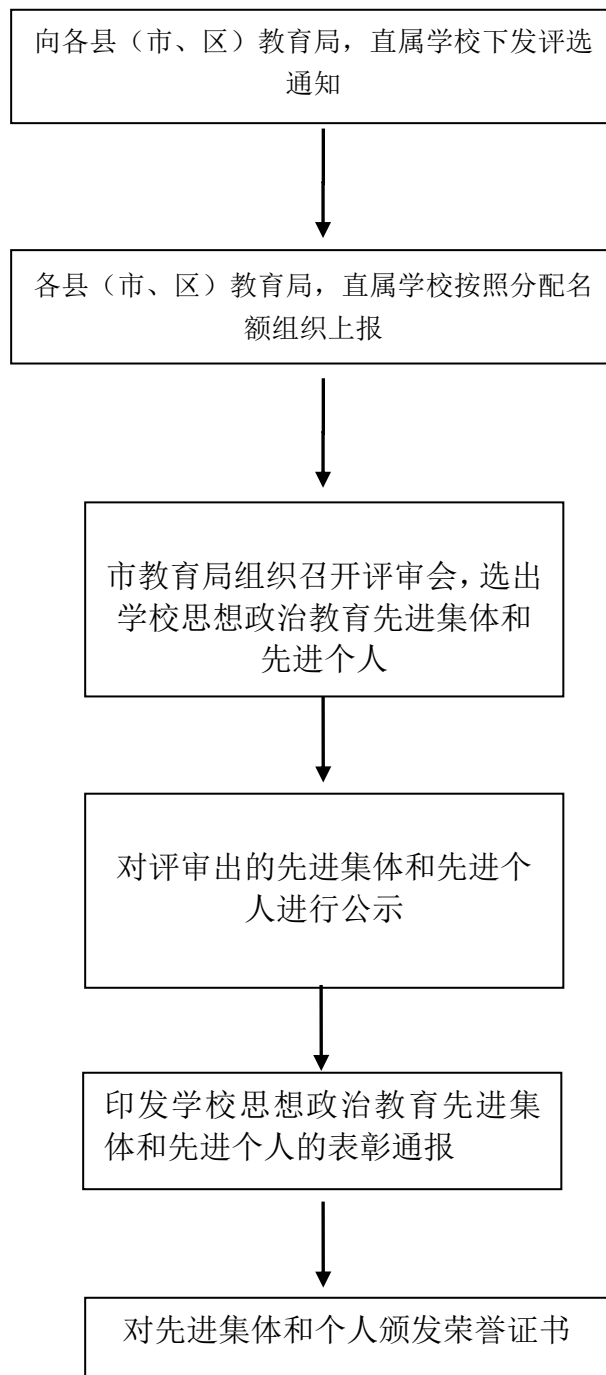 向各县（市、区）教育局，直属学校下发评选
通知
各县（市、区）教育局，直属学校按照分配名
额组织上报
市教育局组织召开评审会，选出
学校思想政治教育先进集体和
先进个人
对评审出的先进集体和先进个
人进行公示
印发学校思想政治教育先进集
体和先进个人的表彰通报
对先进集体和个人颁发荣誉证书